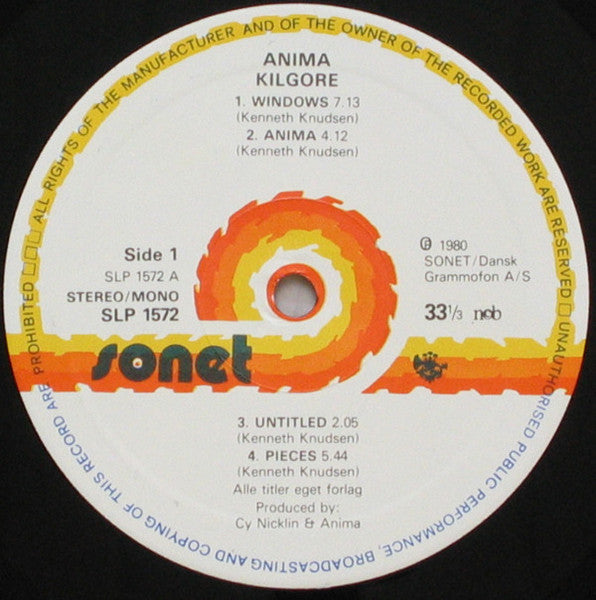 ANIMA
KILGORE
1. WINDOWS 7.13
(Kenneth Knudsen)
2. ANIMA 4.12
(Kenneth Knudsen)
Side 1
SLP 1572 A
STEREO/MONO
SLP 1572
℗ 1980
SONET/Dansk
Grammofon A/S
33 1/3 ncb
sonet
3. UNTITLED 2.05
(Kenneth Knudsen)
4. PIECES 5.44
(Kenneth Knudsen)
Alle titler eget forlag
Produced by:
Cy Nicklin & Anima
ALL RIGHTS OF THE MANUFACTURER AND OF THE OWNER OF THE RECORDED WORK ARE RESERVED
UNAUTHORISED PUBLIC PERFORMANCE, BROADCASTING AND COPYING OF THIS RECORD ARE PROHIBITED